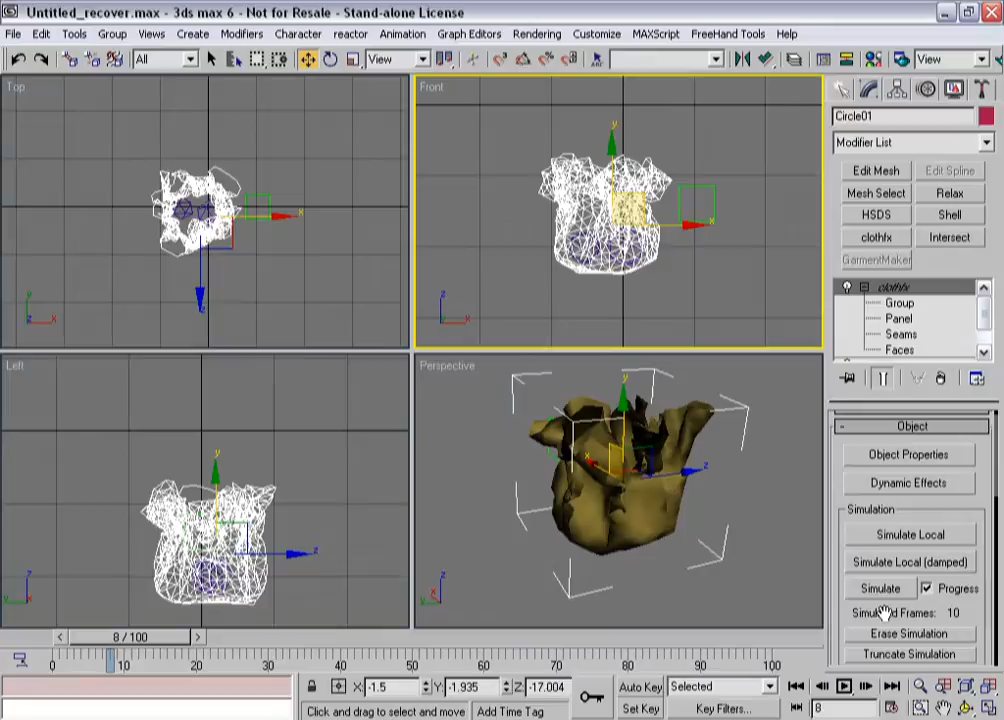 Untitled_recover.max - 3ds max 6 - Not for Resale - Stand-alone License
File Edit Tools Group Views Create Modifiers Character reactor Animation Graph Editors Rendering Customize MAXScript FreeHand Tools Help
All View View
Top
Front
Left
Perspective
Circle01
Modifier List
Edit Mesh Edit Spline
Mesh Select Relax
HSDS Shell
clothfx Intersect
GarmentMaker
clothfx
Group
Panel
Seams
Faces
- Object
Object Properties
Dynamic Effects
Simulation
Simulate Local
Simulate Local (damped)
Simulate Progress
Frames: 10
Erase Simulation
Truncate Simulation
< 8 / 100 >
0 10 20 30 40 50 60 70 80 90 100
X: -1.5 Y: -1.935 Z: -17.004
Auto Key Selected
Set Key Key Filters...
8
Click and drag to select and move Add Time Tag